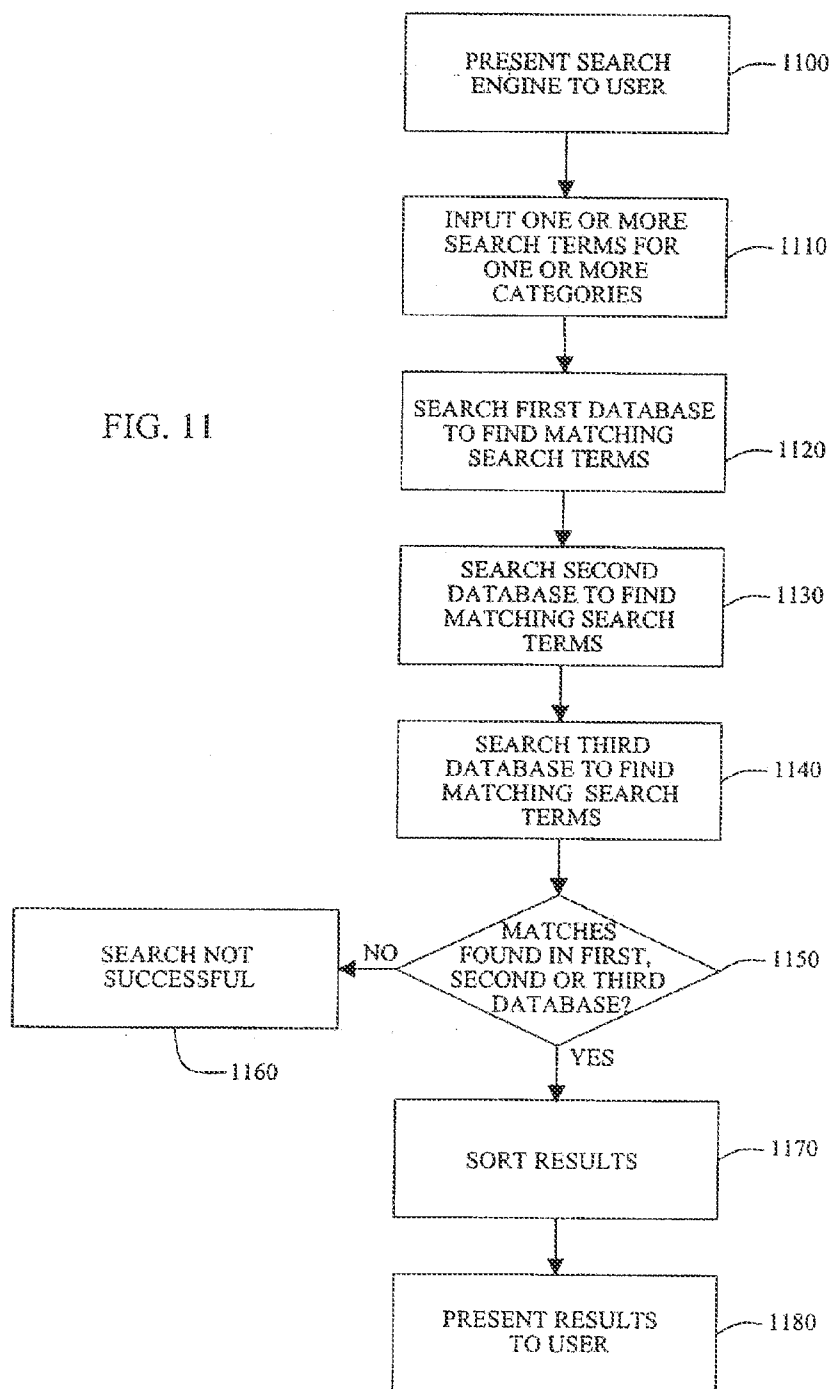 PRESENT SEARCH
ENGINE TO USER
1100
INPUT ONE OR MORE
SEARCH TERMS FOR
ONE OR MORE
CATEGORIES
1110
FIG. 11
SEARCH FIRST DATABASE
TO FIND MATCHING
SEARCH TERMS
1120
SEARCH SECOND
DATABASE TO FIND
MATCHING SEARCH
TERMS
1130
SEARCH THIRD
DATABASE TO FIND
MATCHING SEARCH
TERMS
1140
MATCHES
FOUND IN FIRST,
SECOND OR THIRD
DATABASE?
1150
NO
SEARCH NOT
SUCCESSFUL
1160
YES
SORT RESULTS
1170
PRESENT RESULTS
TO USER
1180